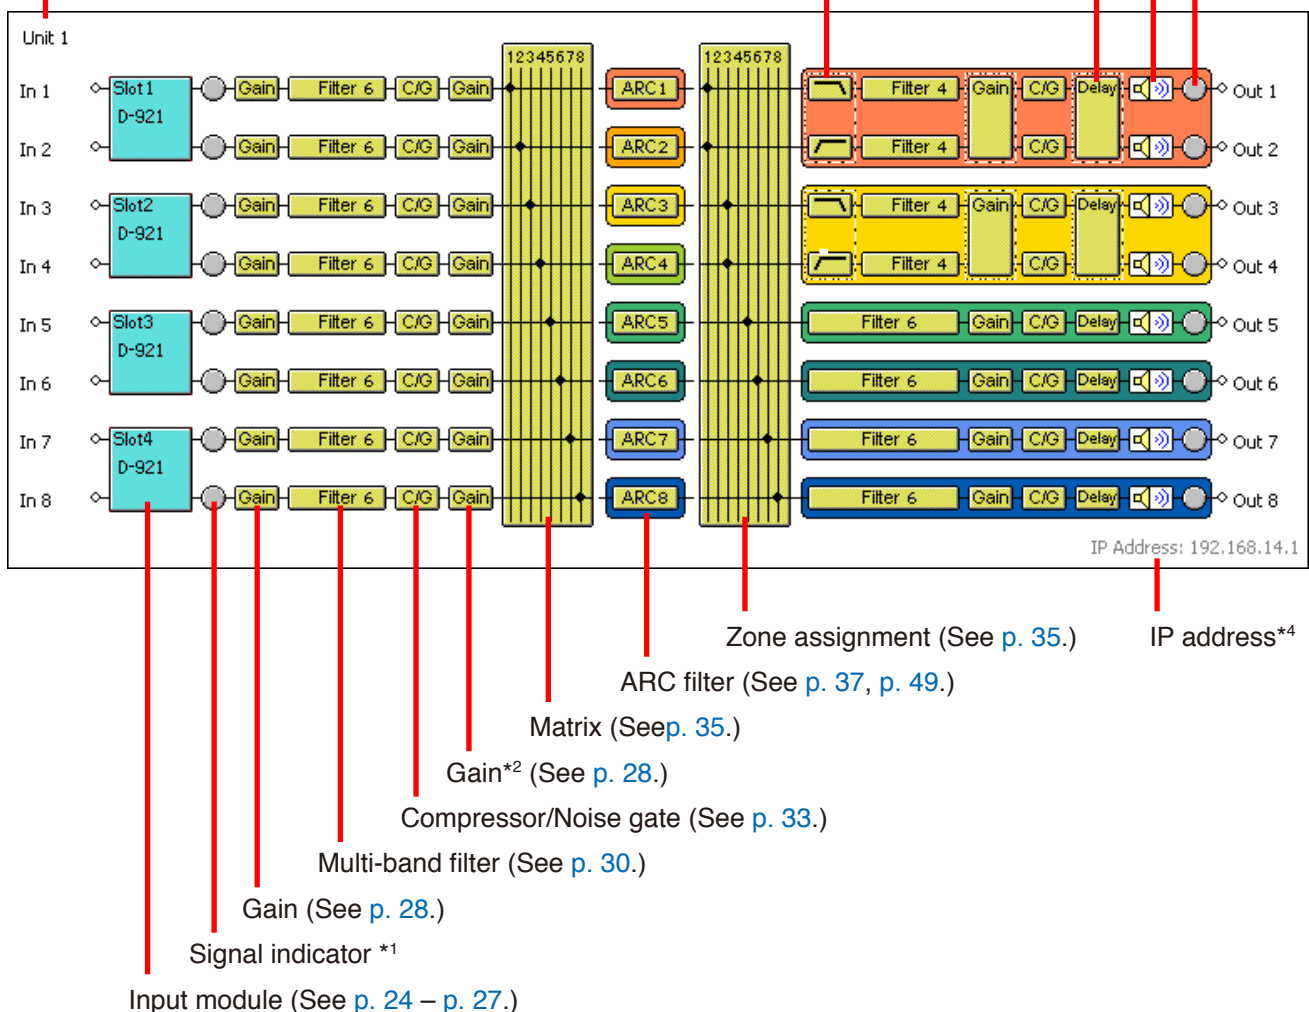 Unit 1
12345678 12345678
In 1 Slot1 Gain Filter 6 C/G Gain ARC1 Filter 4 Gain C/G Delay Out 1
D-921
In 2 Gain Filter 6 C/G Gain ARC2 Filter 4 C/G Out 2
In 3 Slot2 Gain Filter 6 C/G Gain ARC3 Filter 4 Gain C/G Delay Out 3
D-921
In 4 Gain Filter 6 C/G Gain ARC4 Filter 4 C/G Out 4
In 5 Slot3 Gain Filter 6 C/G Gain ARC5 Filter 6 Gain C/G Delay Out 5
D-921
In 6 Gain Filter 6 C/G Gain ARC6 Filter 6 Gain C/G Delay Out 6
In 7 Slot4 Gain Filter 6 C/G Gain ARC7 Filter 6 Gain C/G Delay Out 7
D-921
In 8 Gain Filter 6 C/G Gain ARC8 Filter 6 Gain C/G Delay Out 8
IP Address: 192.168.14.1
Zone assignment (See p. 35.) IP address*4
ARC filter (See p. 37, p. 49.)
Matrix (Seep. 35.)
Gain*2 (See p. 28.)
Compressor/Noise gate (See p. 33.)
Multi-band filter (See p. 30.)
Gain (See p. 28.)
Signal indicator *1
Input module (See p. 24 – p. 27.)